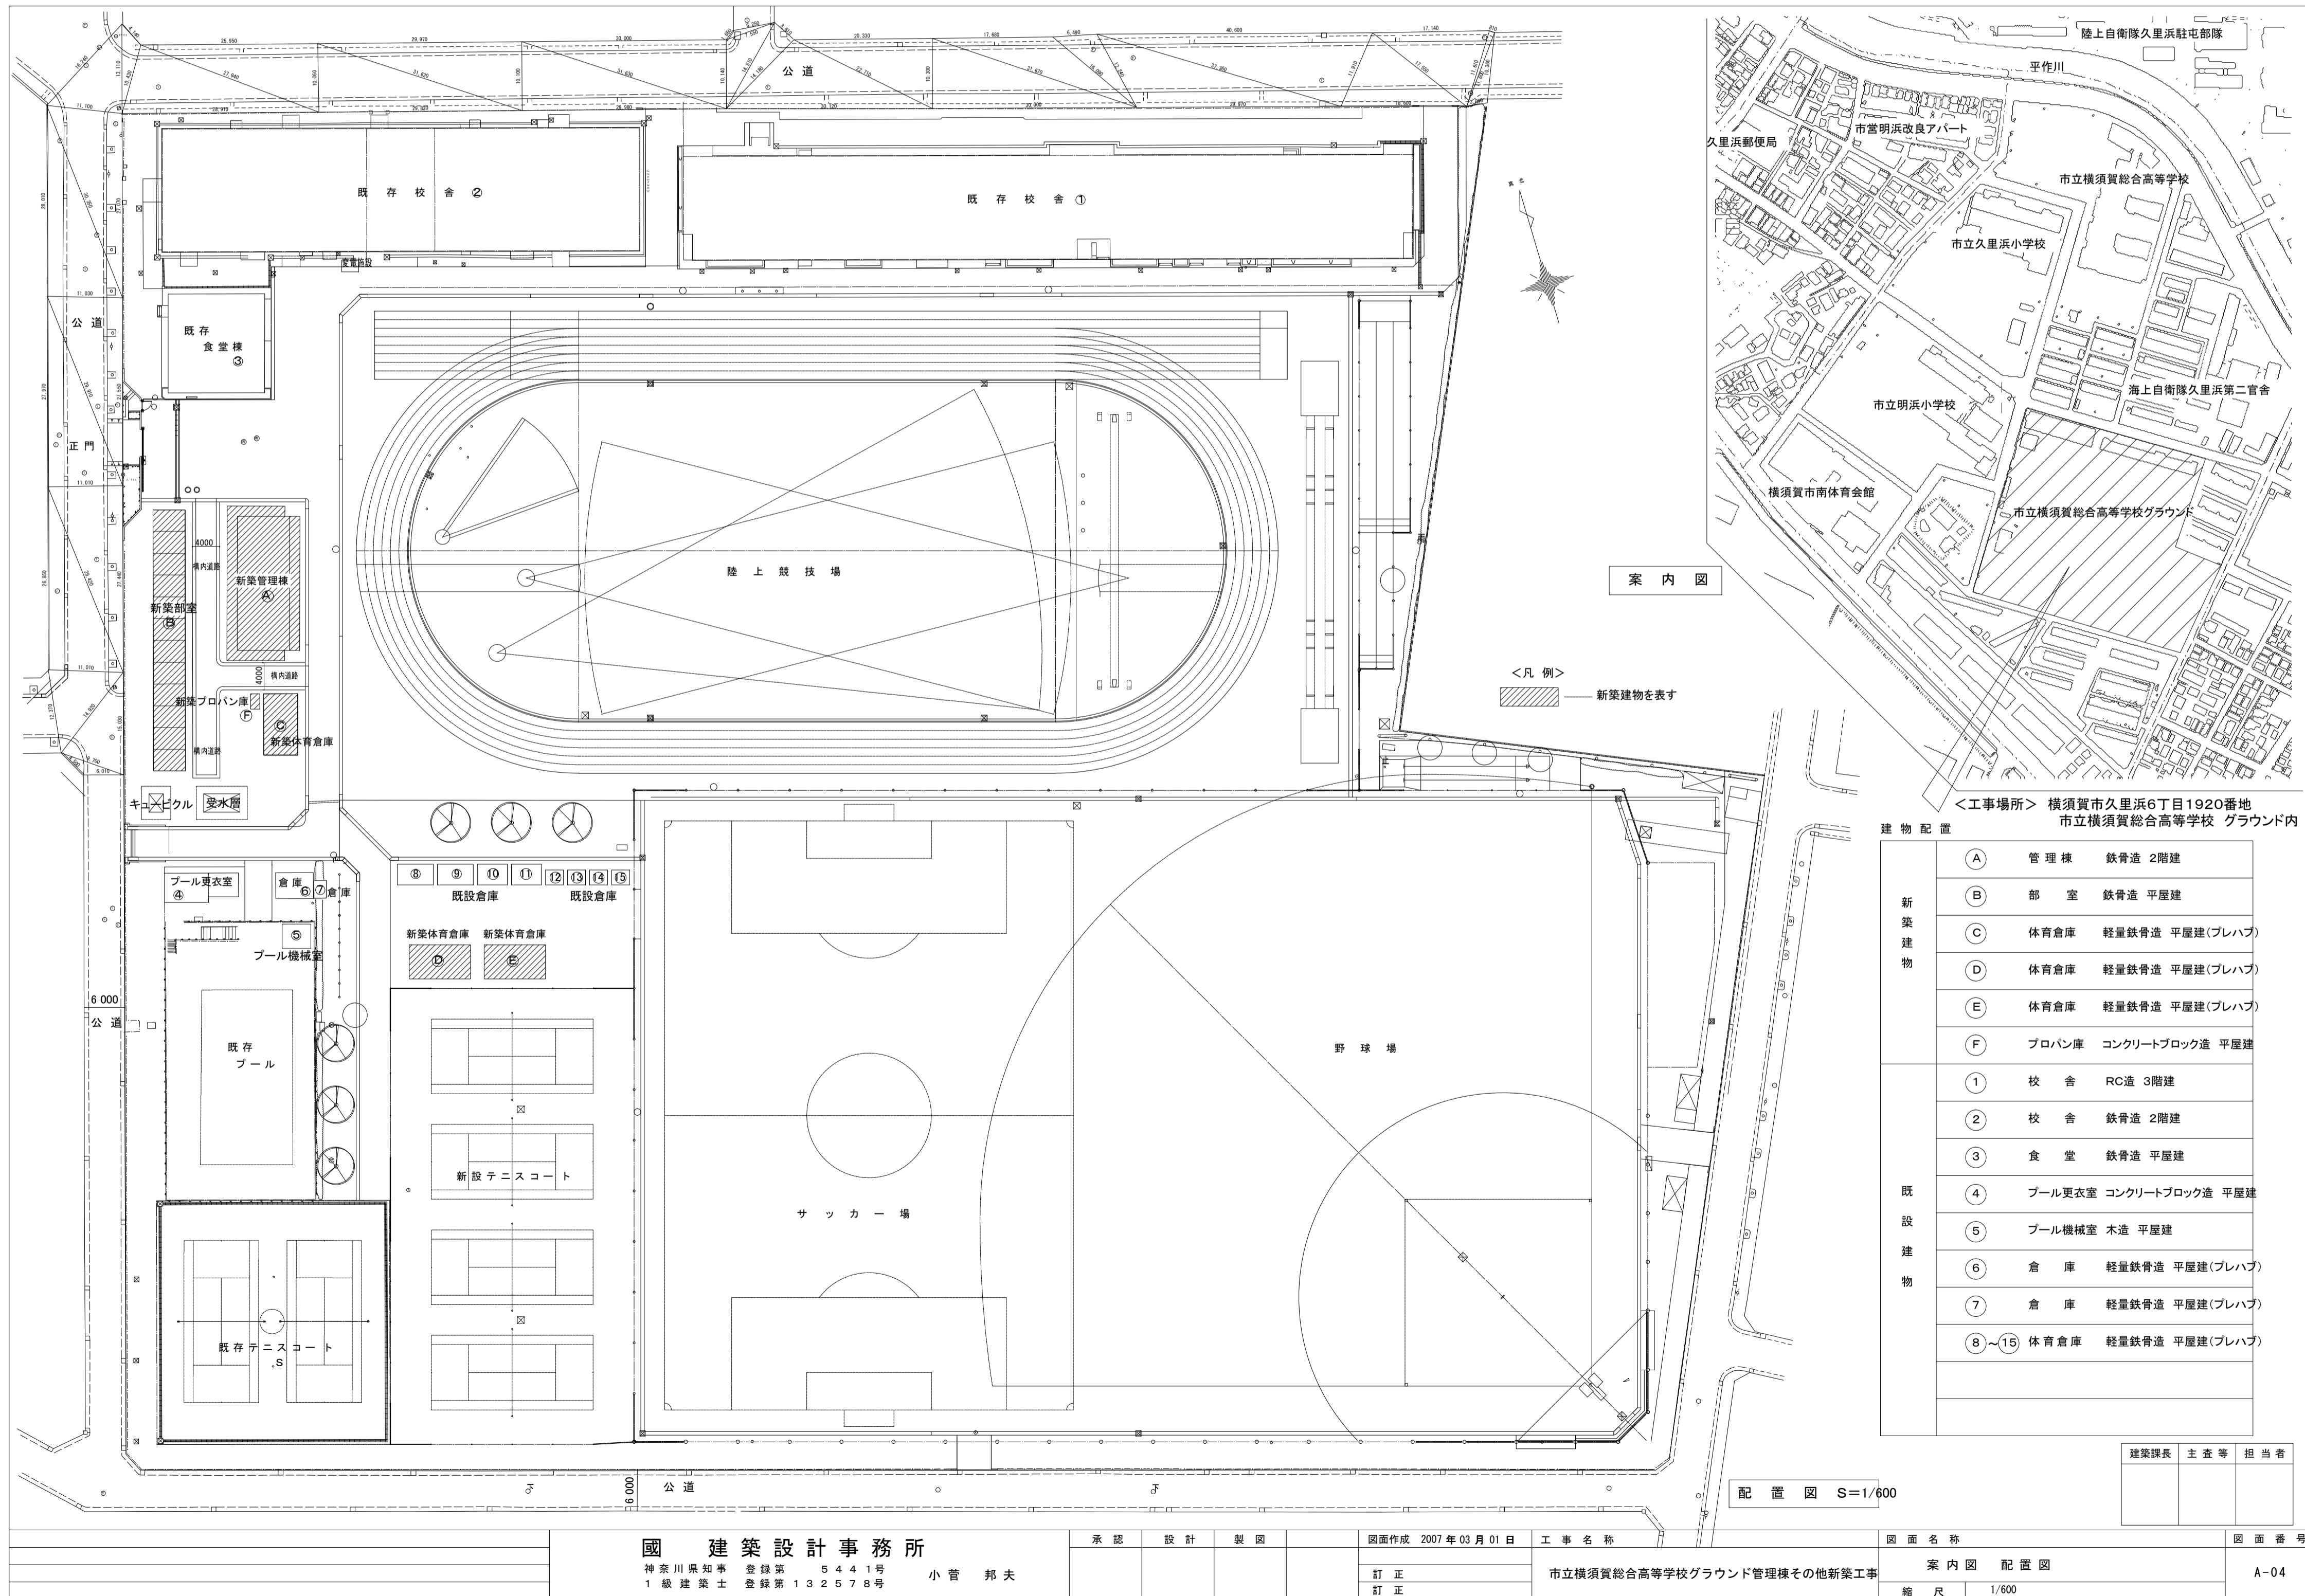 公 道
既 存 校 舎 ②
既 存 校 舎 ①
変電施設
真 北
公 道
既 存
食 堂 棟
③
正 門
陸 上 競 技 場
4000
構内道路
新築管理棟
A
新築部室
B
4000
構内道路
新築プロパン庫
F
C
新築体育倉庫
構内道路
キュービクル
受水層
プール更衣室
④
倉 庫
⑥
⑦
倉 庫
⑤
プール機械室
⑧ ⑨ ⑩ ⑪ ⑫ ⑬ ⑭ ⑮
既設倉庫
既設倉庫
新築体育倉庫
新築体育倉庫
D
E
6 000
公 道
既 存
プ ー ル
新 設 テ ニ ス コ ー ト
既 存 テ ニ ス コ ー ト
S
サ ッ カ ー 場
野 球 場
6 000
公 道
陸上自衛隊久里浜駐屯部隊
平作川
市営明浜改良アパート
久里浜郵便局
市立横須賀総合高等学校
市立久里浜小学校
海上自衛隊久里浜第二官舎
市立明浜小学校
横須賀市南体育会館
市立横須賀総合高等学校グラウンド
案 内 図
<凡 例>
新築建物を表す
<工事場所> 横須賀市久里浜6丁目1920番地
市立横須賀総合高等学校 グラウンド内
建 物 配 置
新 築 建 物
A 管 理 棟 鉄骨造 2階建
B 部 室 鉄骨造 平屋建
C 体育倉庫 軽量鉄骨造 平屋建(プレハブ)
D 体育倉庫 軽量鉄骨造 平屋建(プレハブ)
E 体育倉庫 軽量鉄骨造 平屋建(プレハブ)
F プロパン庫 コンクリートブロック造 平屋建
既 設 建 物
1 校 舎 RC造 3階建
2 校 舎 鉄骨造 2階建
3 食 堂 鉄骨造 平屋建
4 プール更衣室 コンクリートブロック造 平屋建
5 プール機械室 木造 平屋建
6 倉 庫 軽量鉄骨造 平屋建(プレハブ)
7 倉 庫 軽量鉄骨造 平屋建(プレハブ)
8~15 体育倉庫 軽量鉄骨造 平屋建(プレハブ)
建築課長 主 査 等 担 当 者
配 置 図 S=1/600
國 建 築 設 計 事 務 所
神 奈 川 県 知 事 登 録 第 5 4 4 1号
1 級 建 築 士 登 録 第 1 3 2 5 7 8号
小 菅 邦 夫
承 認 設 計 製 図
図面作成 2007 年 03 月 01 日
訂 正
訂 正
工 事 名 称
市立横須賀総合高等学校グラウンド管理棟その他新築工事
図 面 名 称
案 内 図 配 置 図
縮 尺 1/600
図 面 番 号
A-04